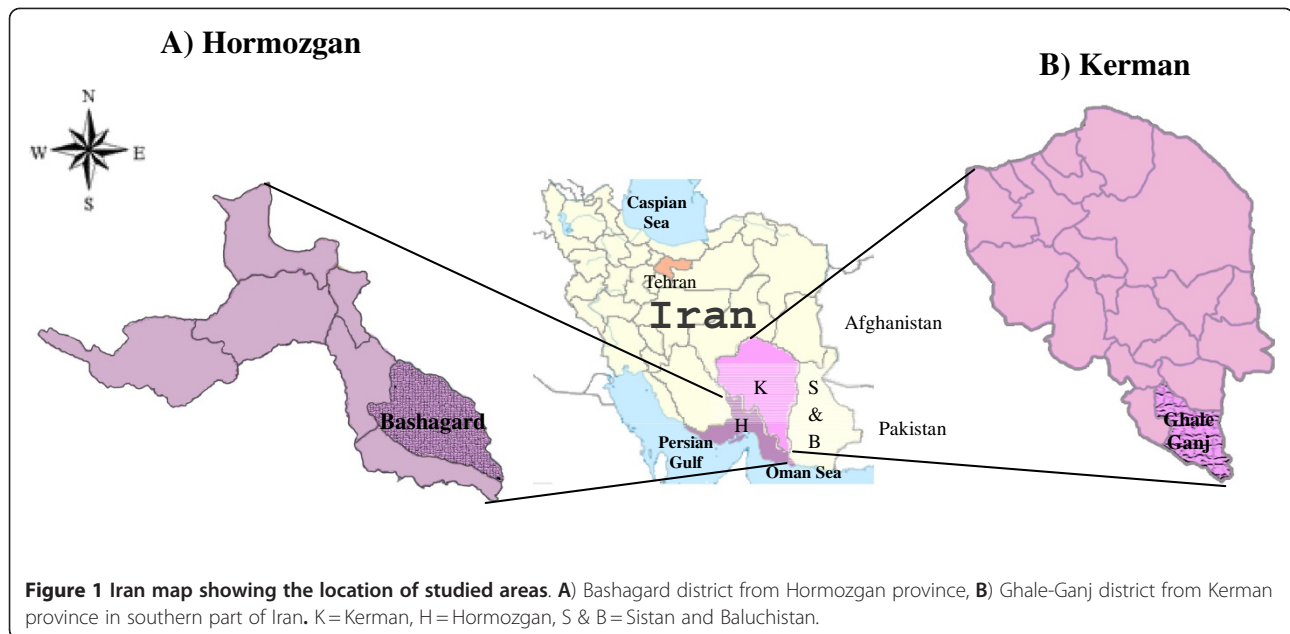 A) Hormozgan
B) Kerman
N
W E
S
Caspian
Sea
Tehran
Iran
Afghanistan
K
S
&
B
H
Pakistan
Persian
Gulf
Oman Sea
Bashagard
Ghale
Ganj
Figure 1 Iran map showing the location of studied areas. A) Bashagard district from Hormozgan province, B) Ghale-Ganj district from Kerman
province in southern part of Iran. K = Kerman, H = Hormozgan, S & B = Sistan and Baluchistan.